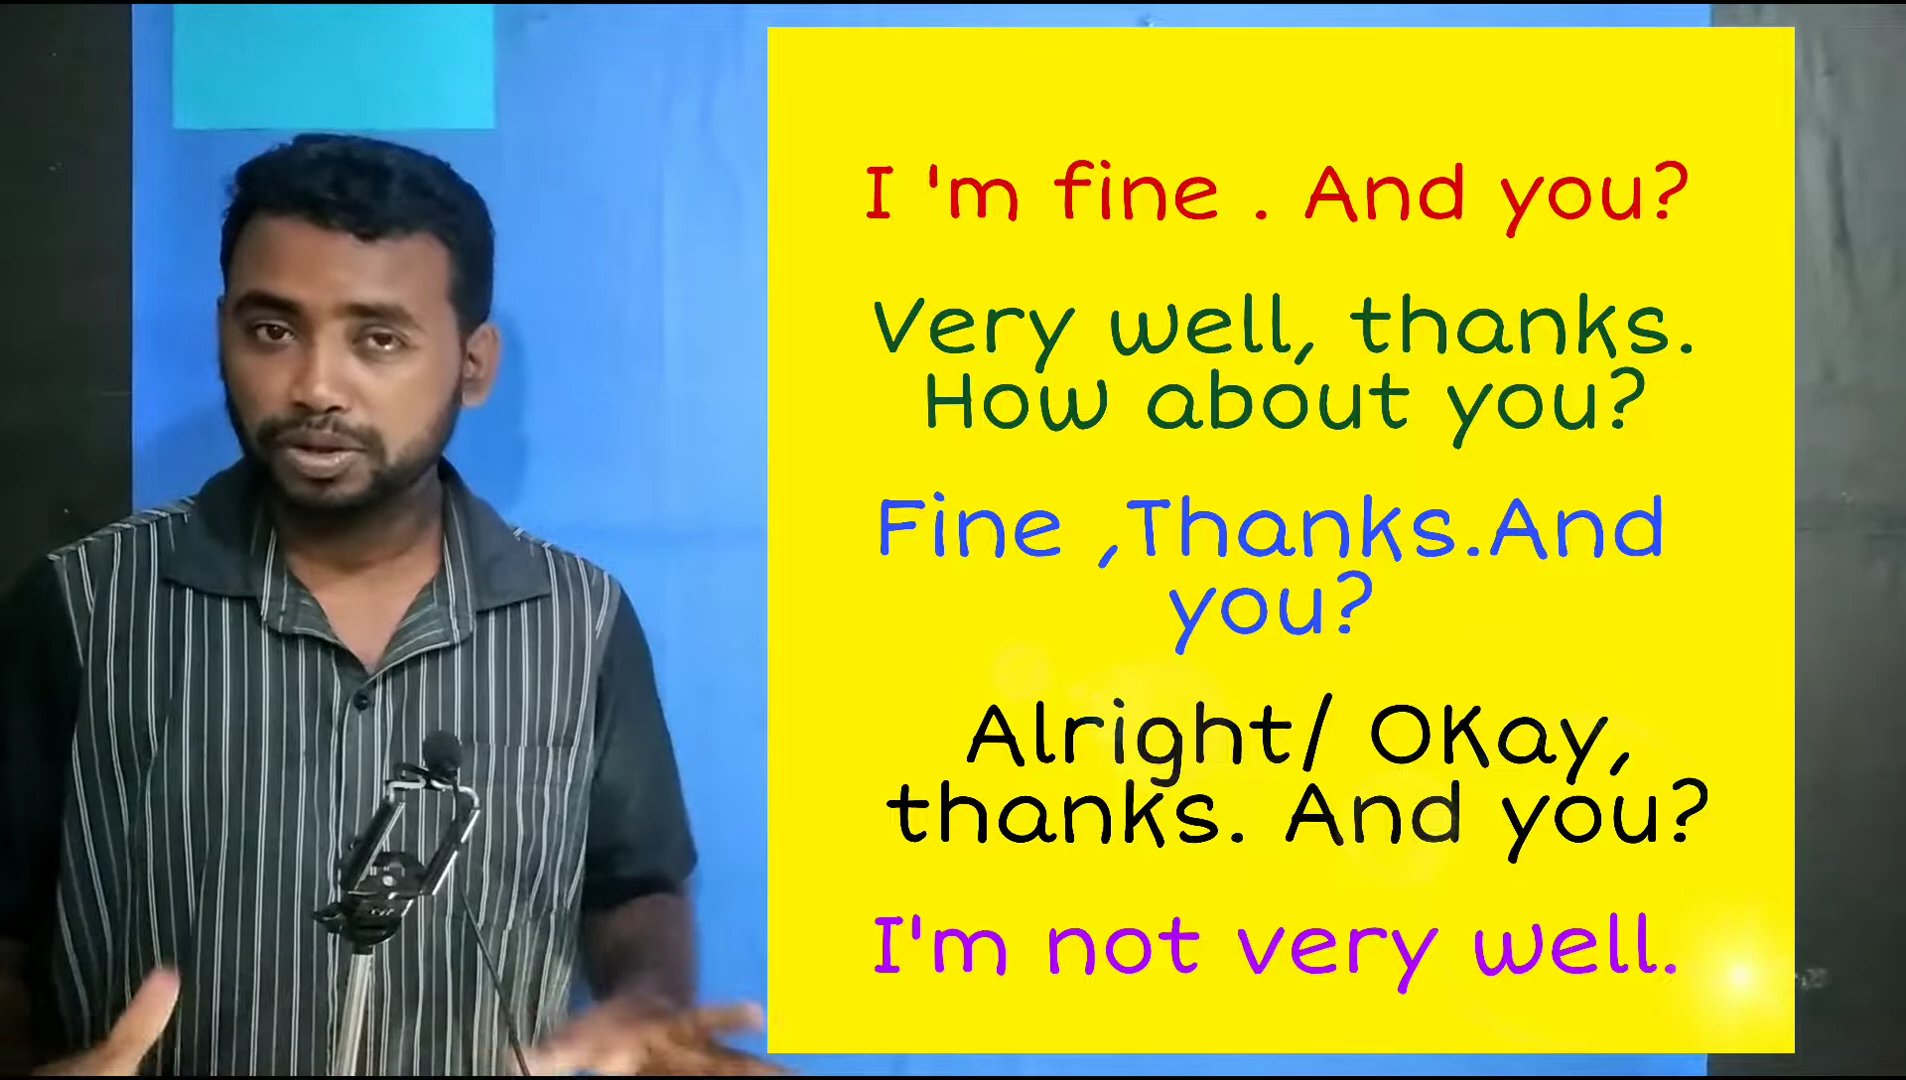 I 'm fine . And you?
Very well, thanks.
How about you?
Fine ,Thanks.And
you?
Alright/ OKay,
thanks. And you?
I'm not very well.